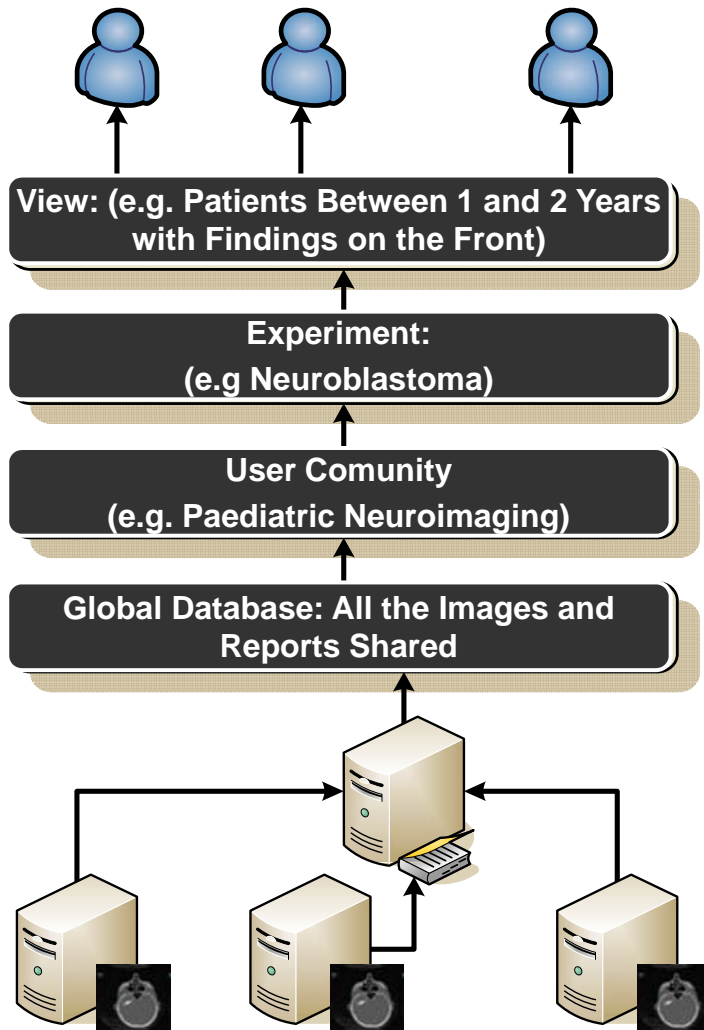 View: (e.g. Patients Between 1 and 2 Years
with Findings on the Front)
Experiment:
(e.g Neuroblastoma)
User Comunity
(e.g. Paediatric Neuroimaging)
Global Database: All the Images and
Reports Shared